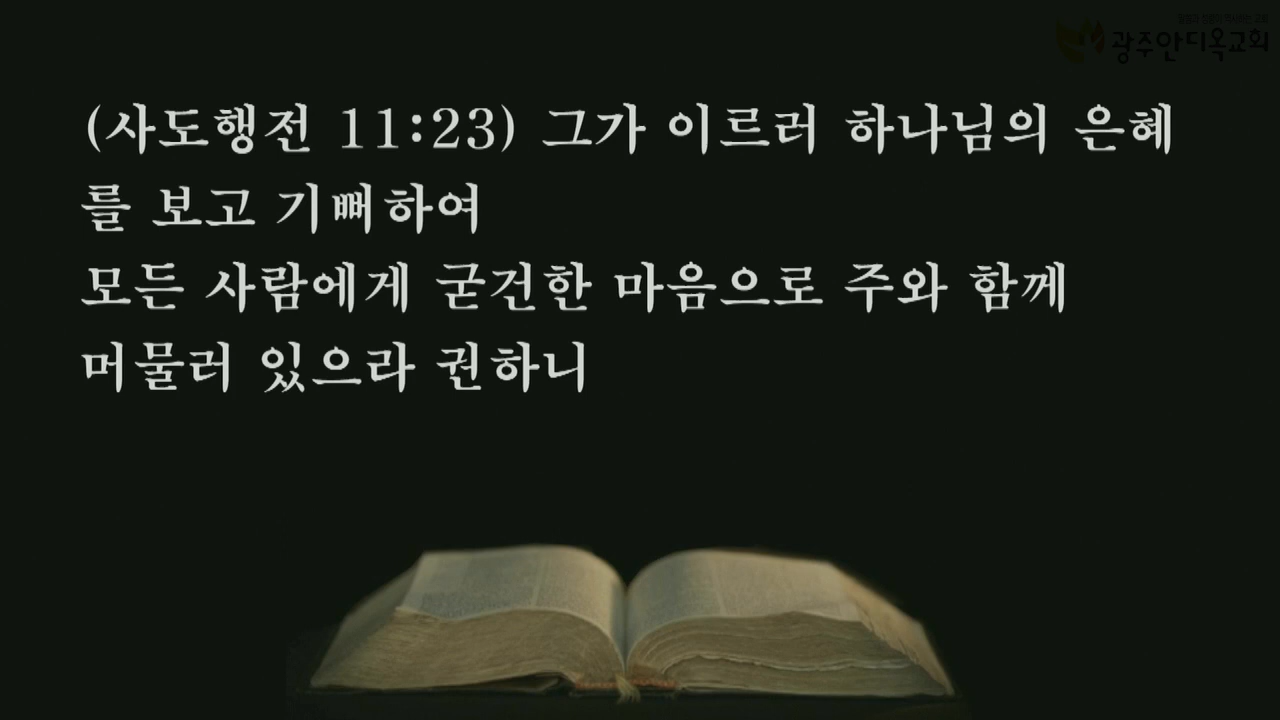 광주안디옥교회
(사도행전 11:23) 그가 이르러 하나님의 은혜
를 보고 기뻐하여
모든 사람에게 굳건한 마음으로 주와 함께
머물러 있으라 권하니